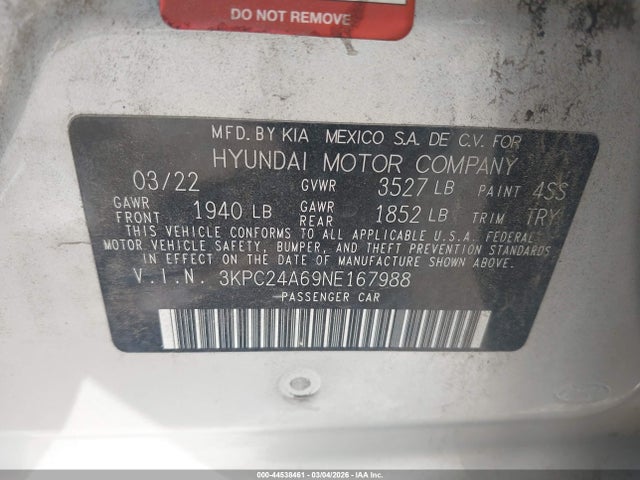 DO NOT REMOVE
MFD. BY KIA MEXICO S.A. DE C.V. FOR
HYUNDAI MOTOR COMPANY
03/22 GVWR 3527 LB PAINT 4SS
GAWR FRONT 1940 LB GAWR REAR 1852 LB TRIM TRY
THIS VEHICLE CONFORMS TO ALL APPLICABLE U.S.A. FEDERAL
MOTOR VEHICLE SAFETY, BUMPER, AND THEFT PREVENTION STANDARDS
IN EFFECT ON THE DATE OF MANUFACTURE SHOWN ABOVE.
V.I.N. 3KPC24A69NE167988
PASSENGER CAR
000-44538461 - 03/04/2026 - IAAI.COM